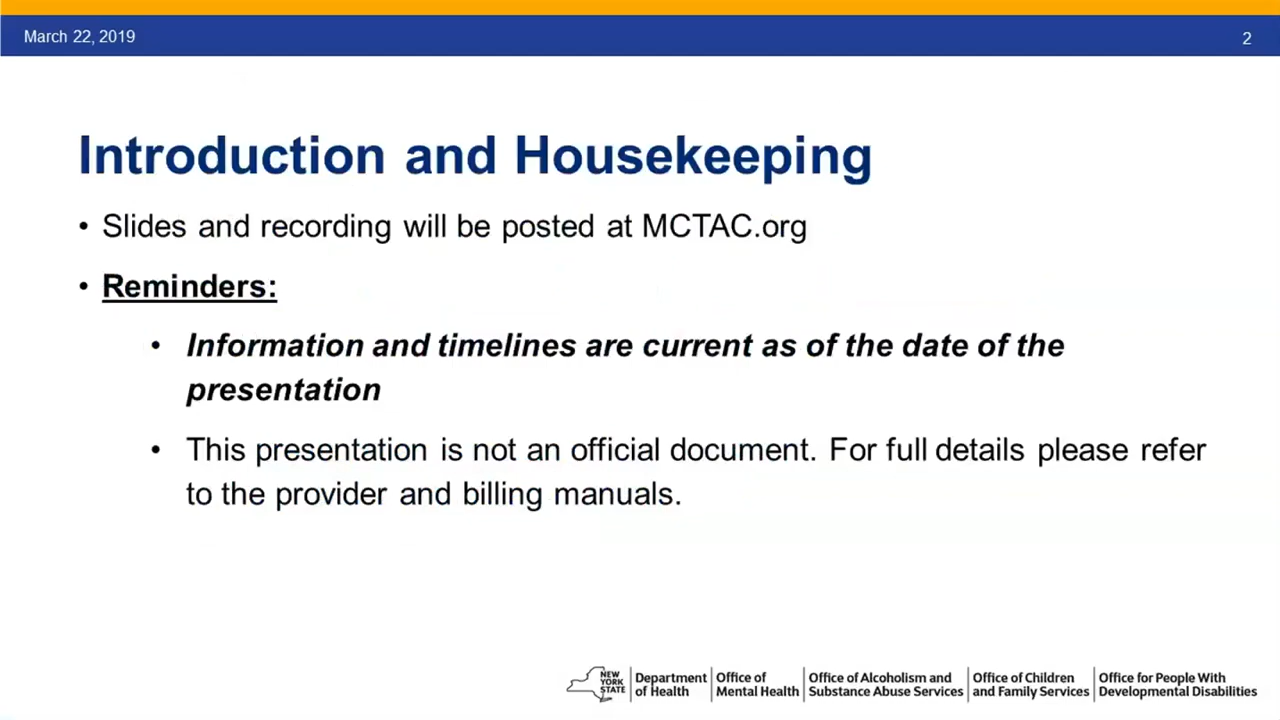 March 22, 2019
2
Introduction and Housekeeping
• Slides and recording will be posted at MCTAC.org
• Reminders:
• Information and timelines are current as of the date of the
presentation
• This presentation is not an official document. For full details please refer
to the provider and billing manuals.
NEW
YORK
STATE
Department
of Health
Office of
Mental Health
Office of Alcoholism and
Substance Abuse Services
Office of Children
and Family Services
Office for People With
Developmental Disabilities